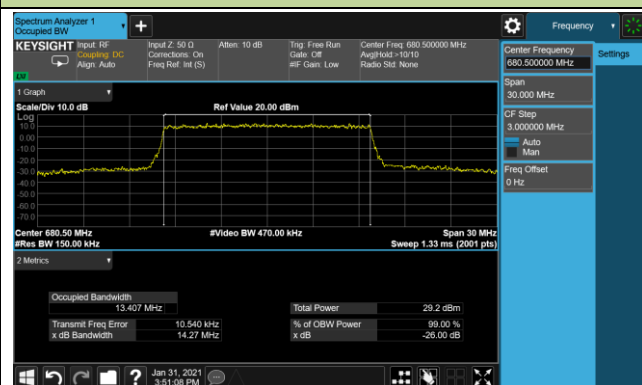 Spectrum Analyzer 1
Occupied BW
+
Frequency
KEYSIGHT
Input: RF
Coupling: DC
Align: Auto
Input Z: 50 Ω
Corrections: On
Freq Ref: Int (S)
Atten: 10 dB
Trig: Free Run
Gate: Off
#IF Gain: Low
Center Freq: 680.500000 MHz
Avg|Hold:>10/10
Radio Std: None
Center Frequency
680.500000 MHz
Settings
Span
30.000 MHz
CF Step
3.000000 MHz
Auto
Man
Freq Offset
0 Hz
1 Graph
Scale/Div 10.0 dB
Ref Value 20.00 dBm
Log
10.0
0.00
-10.0
-20.0
-30.0
-40.0
-50.0
-60.0
-70.0
Center 680.50 MHz
#Video BW 470.00 kHz
Span 30 MHz
#Res BW 150.00 kHz
Sweep 1.33 ms (2001 pts)
2 Metrics
Occupied Bandwidth
13.407 MHz
Total Power 29.2 dBm
Transmit Freq Error 10.540 kHz
% of OBW Power 99.00 %
x dB Bandwidth 14.27 MHz
x dB -26.00 dB
?
Jan 31, 2021
3:51:08 PM